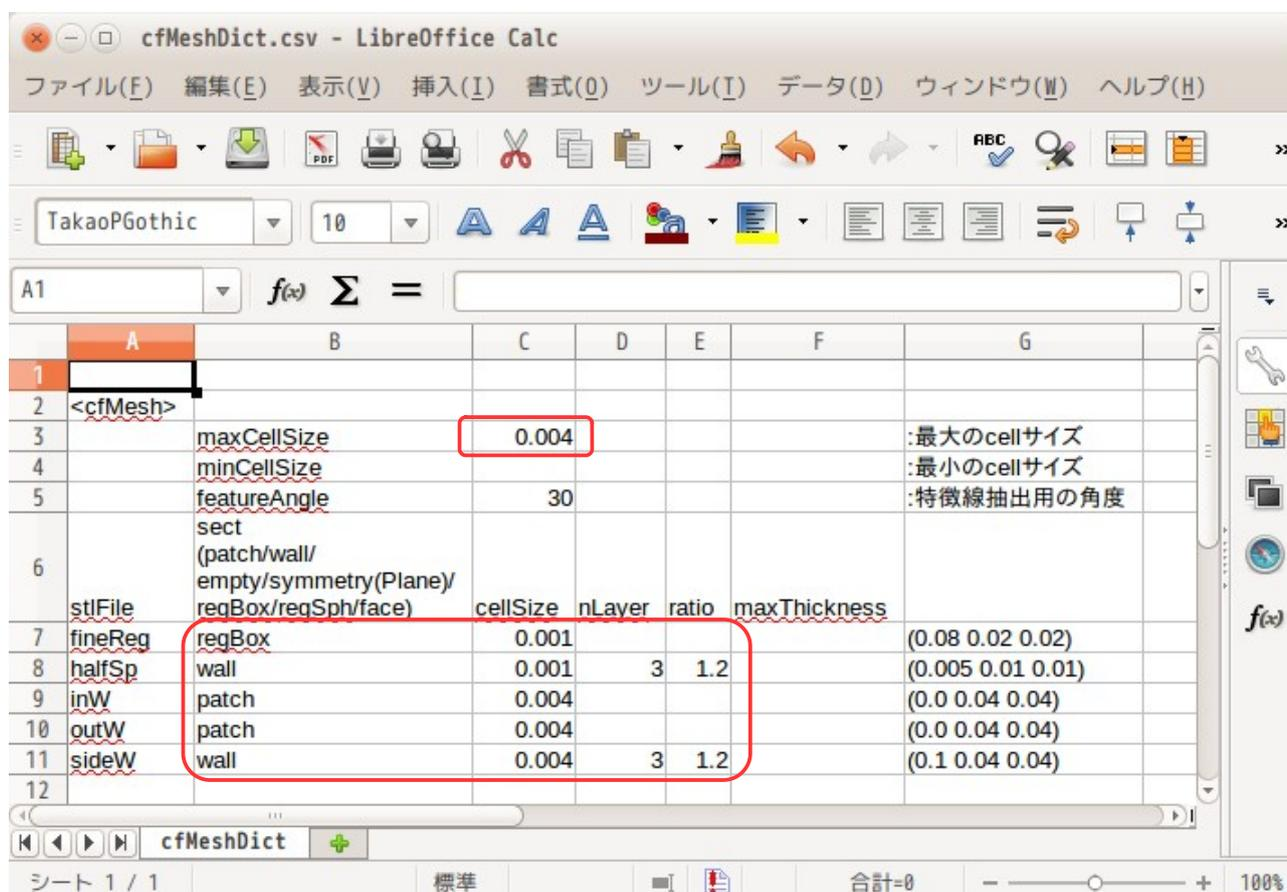 cfMeshDict.csv - LibreOffice Calc
ファイル(F) 編集(E) 表示(V) 挿入(I) 書式(O) ツール(T) データ(D) ウィンドウ(W) ヘルプ(H)
PDF ABC »
TakaoPGothic 10 »
A1 f(x) Σ =
A B C D E F G
1
2 <cfMesh>
3 maxCellSize 0.004 :最大のcellサイズ
4 minCellSize :最小のcellサイズ
5 featureAngle 30 :特徴線抽出用の角度
sect
(patch/wall/
6 empty/symmetry(Plane)/
stlFile regBox/regSph/face) cellSize nLayer ratio maxThickness
f(x)
7 fineReg regBox 0.001 (0.08 0.02 0.02)
8 halfSp wall 0.001 3 1.2 (0.005 0.01 0.01)
9 inW patch 0.004 (0.0 0.04 0.04)
10 outW patch 0.004 (0.0 0.04 0.04)
11 sideW wall 0.004 3 1.2 (0.1 0.04 0.04)
12
cfMeshDict
シート 1 / 1 標準 合計=0 100%